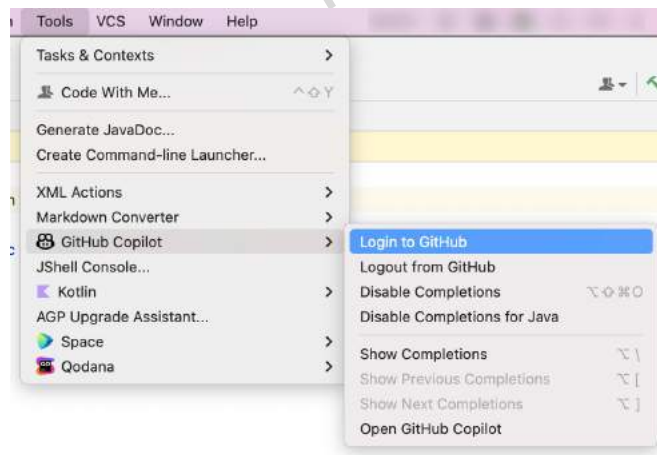 Tools VCS Window Help
Tasks & Contexts >
Code With Me... ^⇧Y
Generate JavaDoc...
Create Command-line Launcher...
XML Actions >
Markdown Converter >
GitHub Copilot >
JShell Console...
Kotlin >
AGP Upgrade Assistant...
Space >
Qodana >
Login to GitHub
Logout from GitHub
Disable Completions ⌥⇧⌘O
Disable Completions for Java
Show Completions ⌥\
Show Previous Completions ⌥[
Show Next Completions ⌥]
Open GitHub Copilot